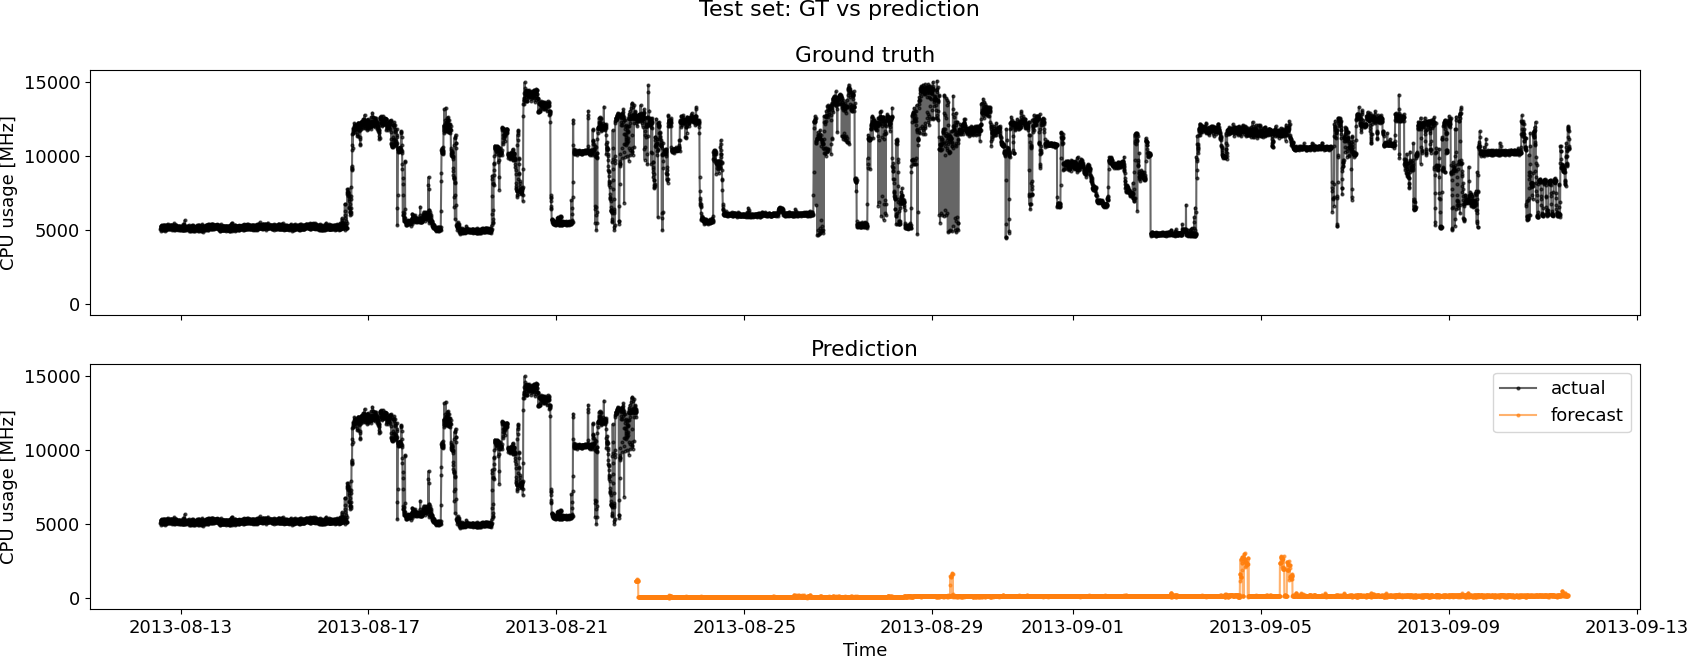 Test set: GT vs prediction
Ground truth
CPU usage [MHz]
15000
10000
5000
0
Prediction
CPU usage [MHz]
15000
10000
5000
0
actual
forecast
2013-08-13 2013-08-17 2013-08-21 2013-08-25 2013-08-29 2013-09-01 2013-09-05 2013-09-09 2013-09-13
Time